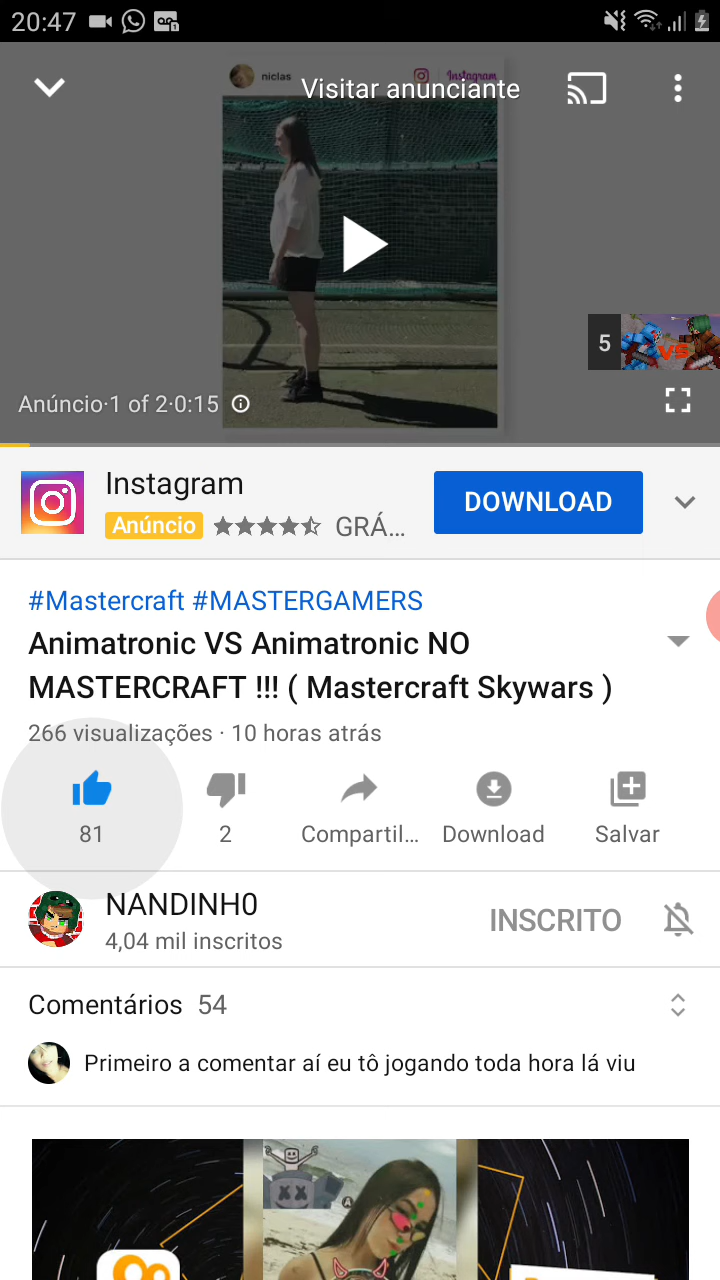 20:47
niclas
Instagram
Visitar anunciante
5
VS
Anúncio·1 of 2·0:15
Instagram
Anúncio
GRÁ…
DOWNLOAD
#Mastercraft #MASTERGAMERS
Animatronic VS Animatronic NO
MASTERCRAFT !!! ( Mastercraft Skywars )
266 visualizações · 10 horas atrás
81
2
Compartil…
Download
Salvar
NANDINH0
4,04 mil inscritos
INSCRITO
Comentários 54
Primeiro a comentar aí eu tô jogando toda hora lá viu